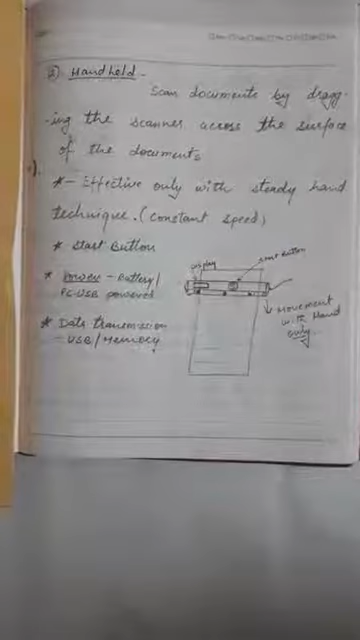 a) Handheld -
Scan documents by dragg-
-ing the scanner across the surface
of the documents
* - Effective only with steady hand
technique. (constant speed)
* Start Button
* Power - Battery/
PC-USB powered
* Data transmission
- USB/Memory
Display
Start Button
Movement
with Hand
only